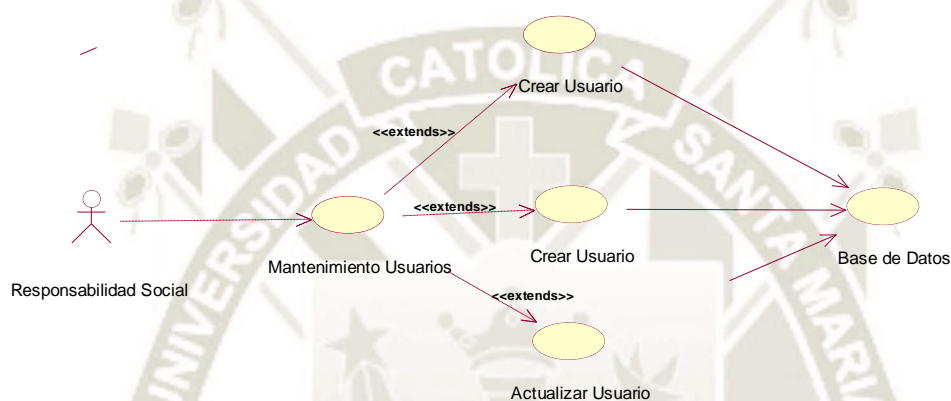 CATOLICA
Crear Usuario
<<extends>>
UNIVERSIDAD
SANTA MARIA
<<extends>>
Mantenimiento Usuarios
Crear Usuario
Base de Datos
Responsabilidad Social
<<extends>>
Actualizar Usuario